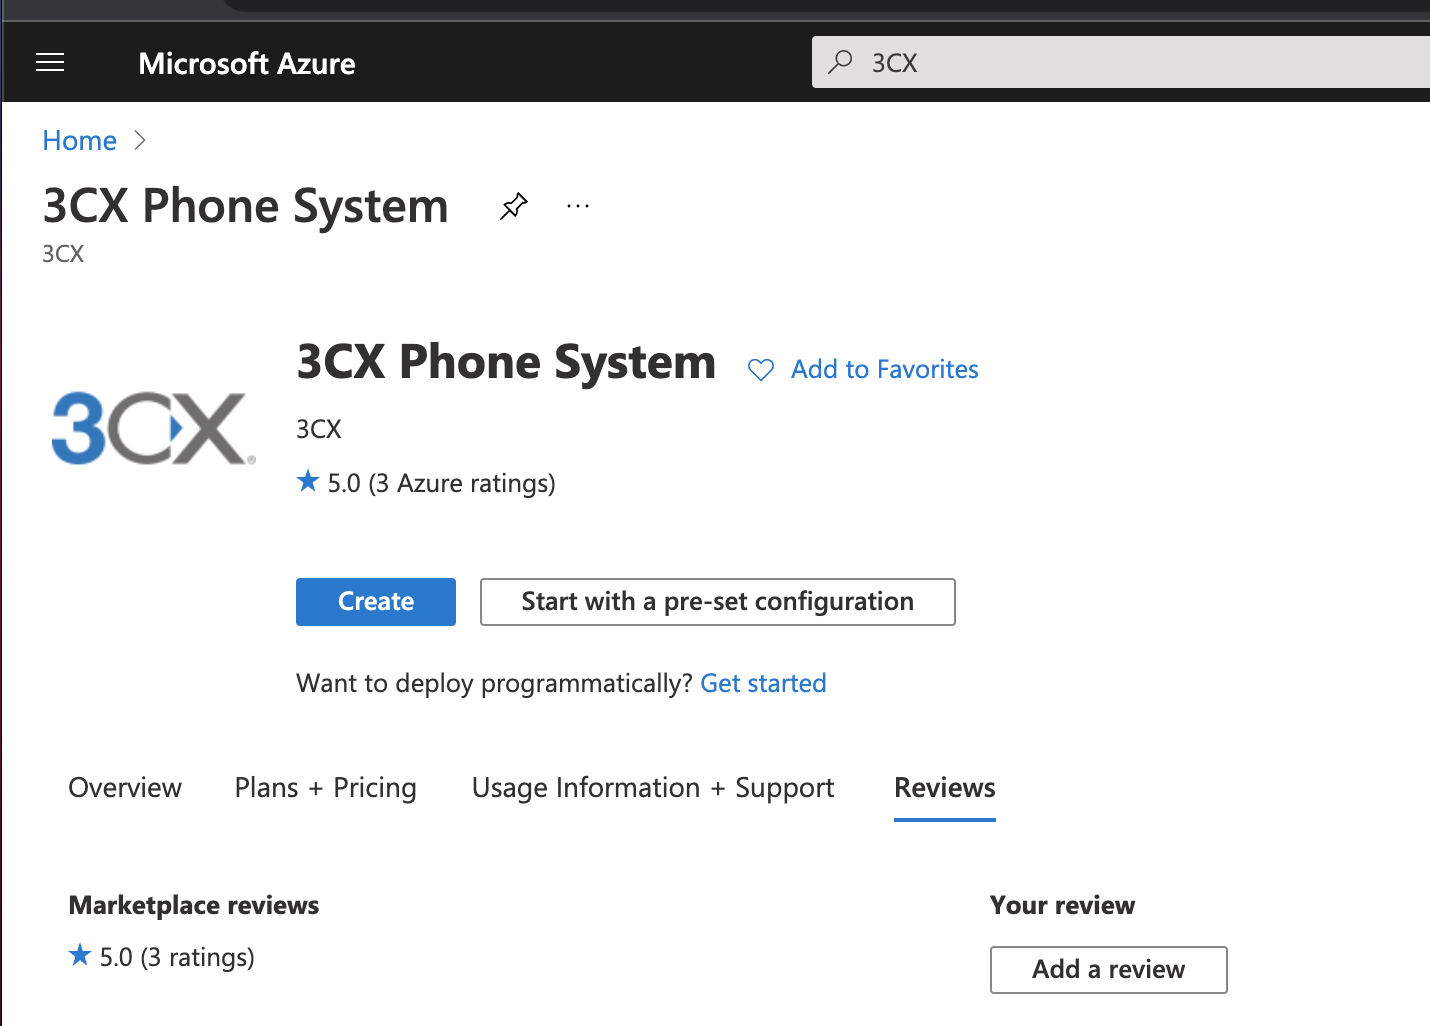 Microsoft Azure
3CX
Home
3CX Phone System
...
3CX
3CX Phone System
Add to Favorites
3CX
3CX
5.0 (3 Azure ratings)
Create
Start with a pre-set configuration
Want to deploy programmatically? Get started
Overview
Plans + Pricing
Usage Information + Support
Reviews
Marketplace reviews
Your review
5.0 (3 ratings)
Add a review